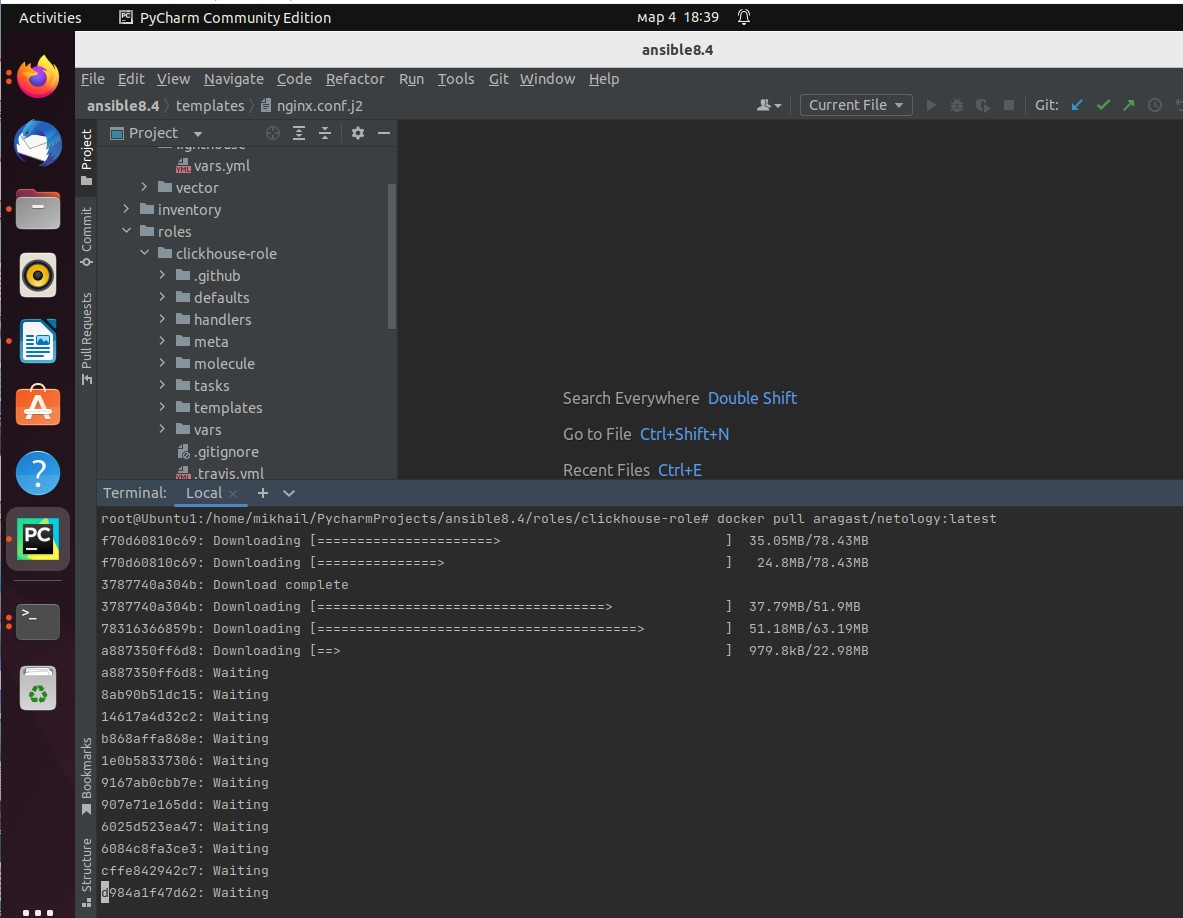 Activities PyCharm Community Edition мар 4 18:39
ansible8.4
File Edit View Navigate Code Refactor Run Tools Git Window Help
ansible8.4 templates nginx.conf.j2 Current File Git:
Project
Project
vars.yml
vector
inventory
roles
clickhouse-role
.github
defaults
handlers
meta
molecule
tasks
templates
vars
.gitignore
.travis.yml
Commit
Pull Requests
Bookmarks
Structure
Search Everywhere Double Shift
Go to File Ctrl+Shift+N
Recent Files Ctrl+E
Terminal: Local × +
root@Ubuntu1:/home/mikhail/PycharmProjects/ansible8.4/roles/clickhouse-role# docker pull aragast/netology:latest
f70d60810c69: Downloading [======================> ] 35.05MB/78.43MB
f70d60810c69: Downloading [===============> ] 24.8MB/78.43MB
3787740a304b: Download complete
3787740a304b: Downloading [====================================> ] 37.79MB/51.9MB
78316366859b: Downloading [========================================> ] 51.18MB/63.19MB
a887350ff6d8: Downloading [==> ] 979.8kB/22.98MB
a887350ff6d8: Waiting
8ab90b51dc15: Waiting
14617a4d32c2: Waiting
b868affa868e: Waiting
1e0b58337306: Waiting
9167ab0cbb7e: Waiting
907e71e165dd: Waiting
6025d523ea47: Waiting
6084c8fa3ce3: Waiting
cffe842942c7: Waiting
d984a1f47d62: Waiting